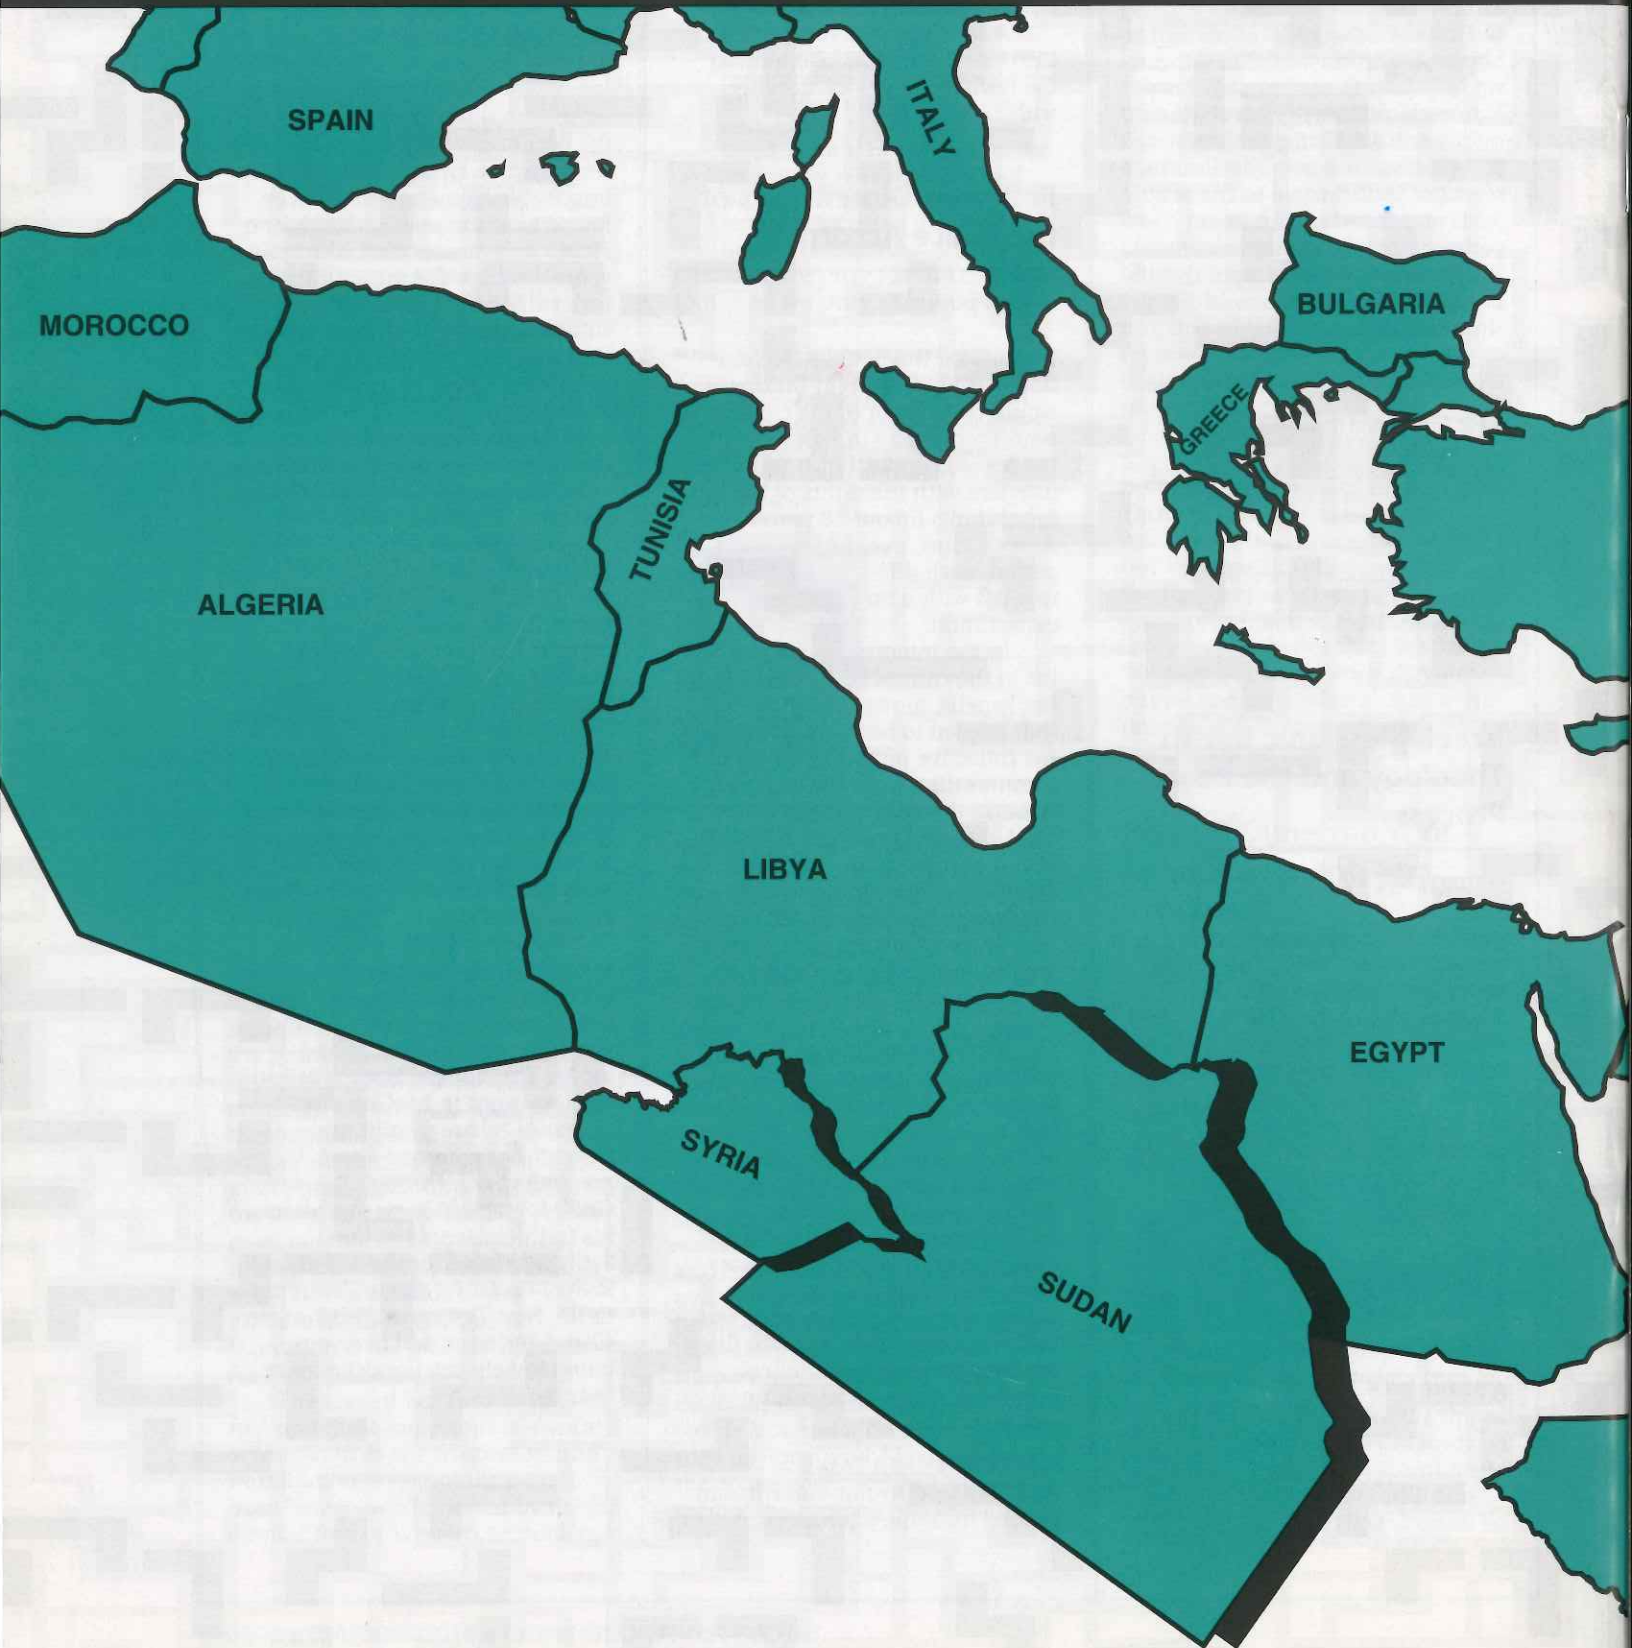 SPAIN
ITALY
MOROCCO
BULGARIA
GREECE
TUNISIA
ALGERIA
LIBYA
EGYPT
SYRIA
SUDAN